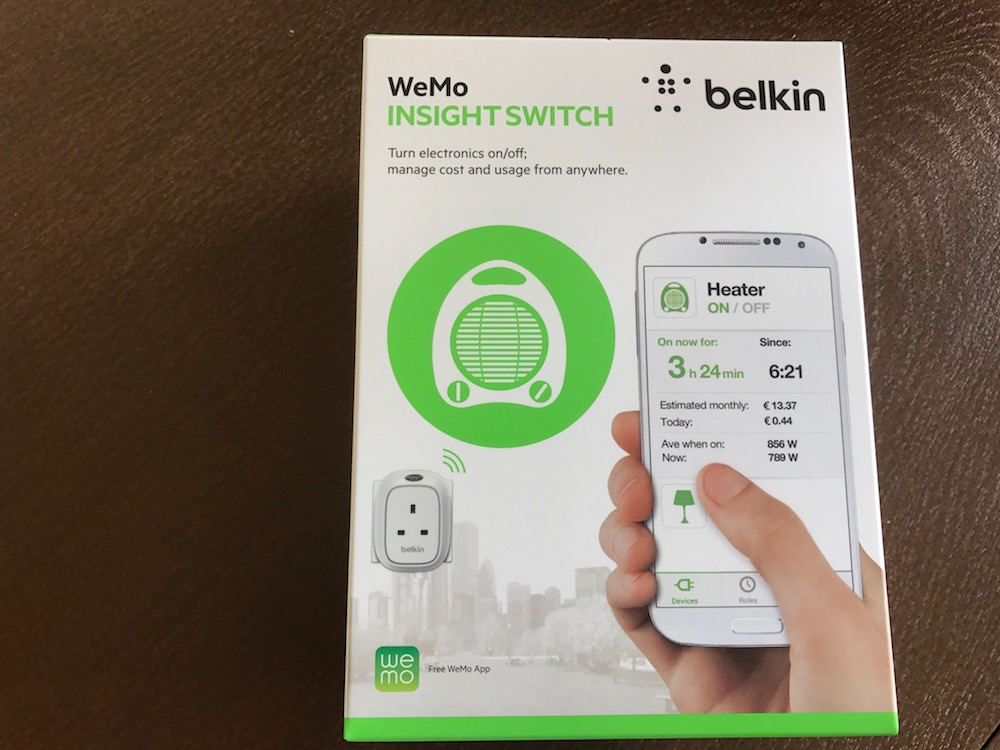 WeMo
INSIGHT SWITCH
belkin
Turn electronics on/off;
manage cost and usage from anywhere.
Heater
ON / OFF
On now for: Since:
3 h 24 min 6:21
Estimated monthly: € 13.37
Today: € 0.44
Ave when on: 856 W
Now: 789 W
belkin
Devices Rules
we
mo
Free WeMo App